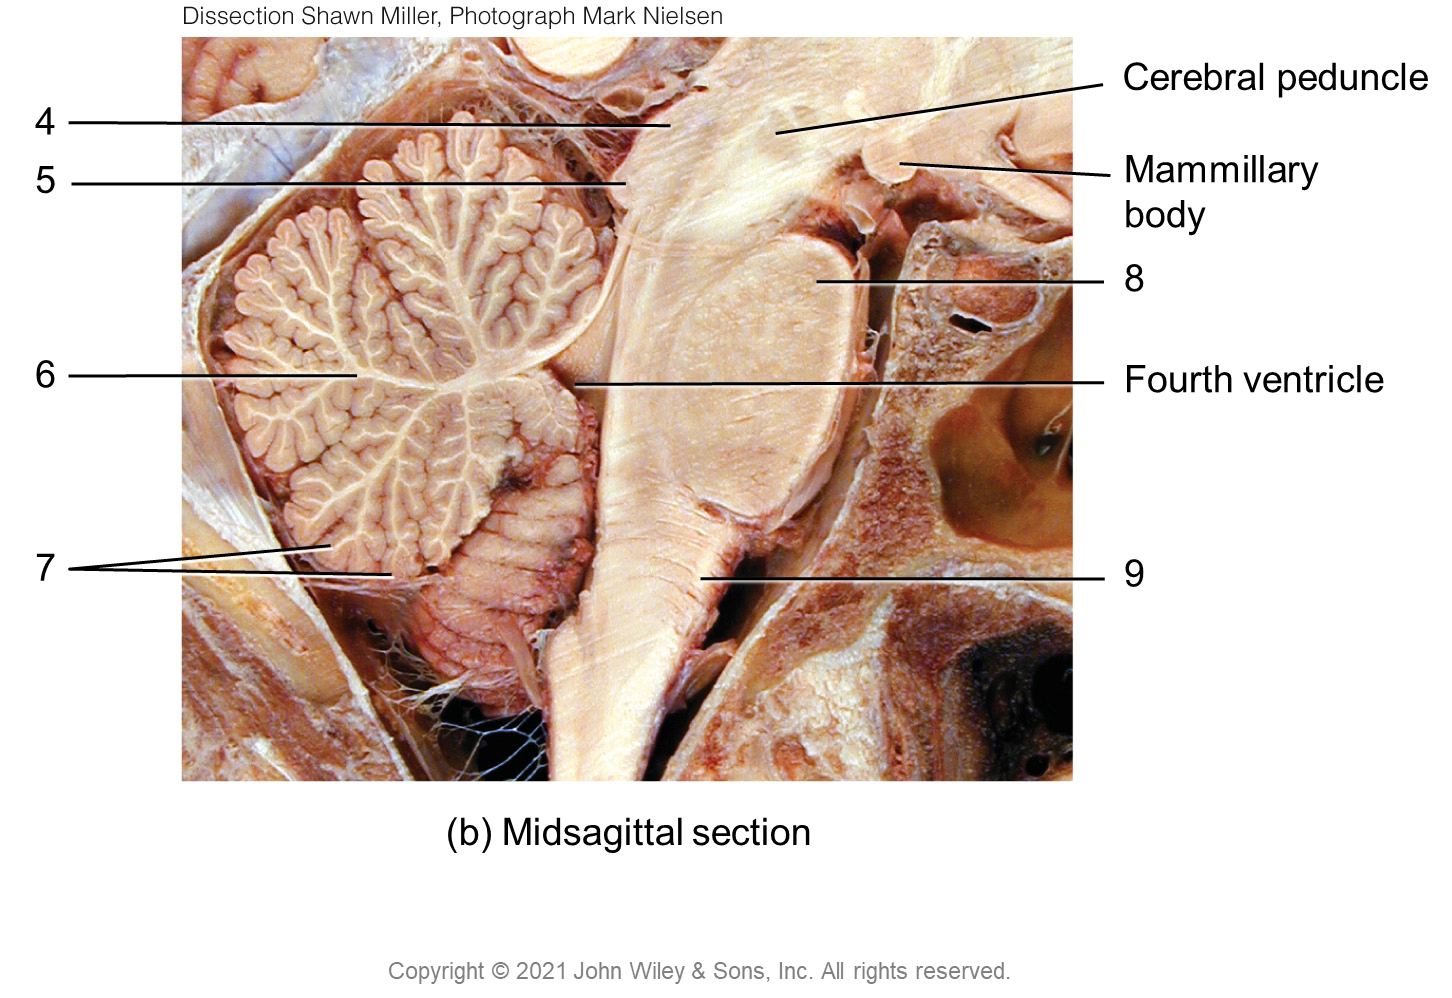 Dissection Shawn Miller, Photograph Mark Nielsen
4
5
6
7
Cerebral peduncle
Mammillary
body
8
Fourth ventricle
9
(b) Midsagittal section
Copyright © 2021 John Wiley & Sons, Inc. All rights reserved.